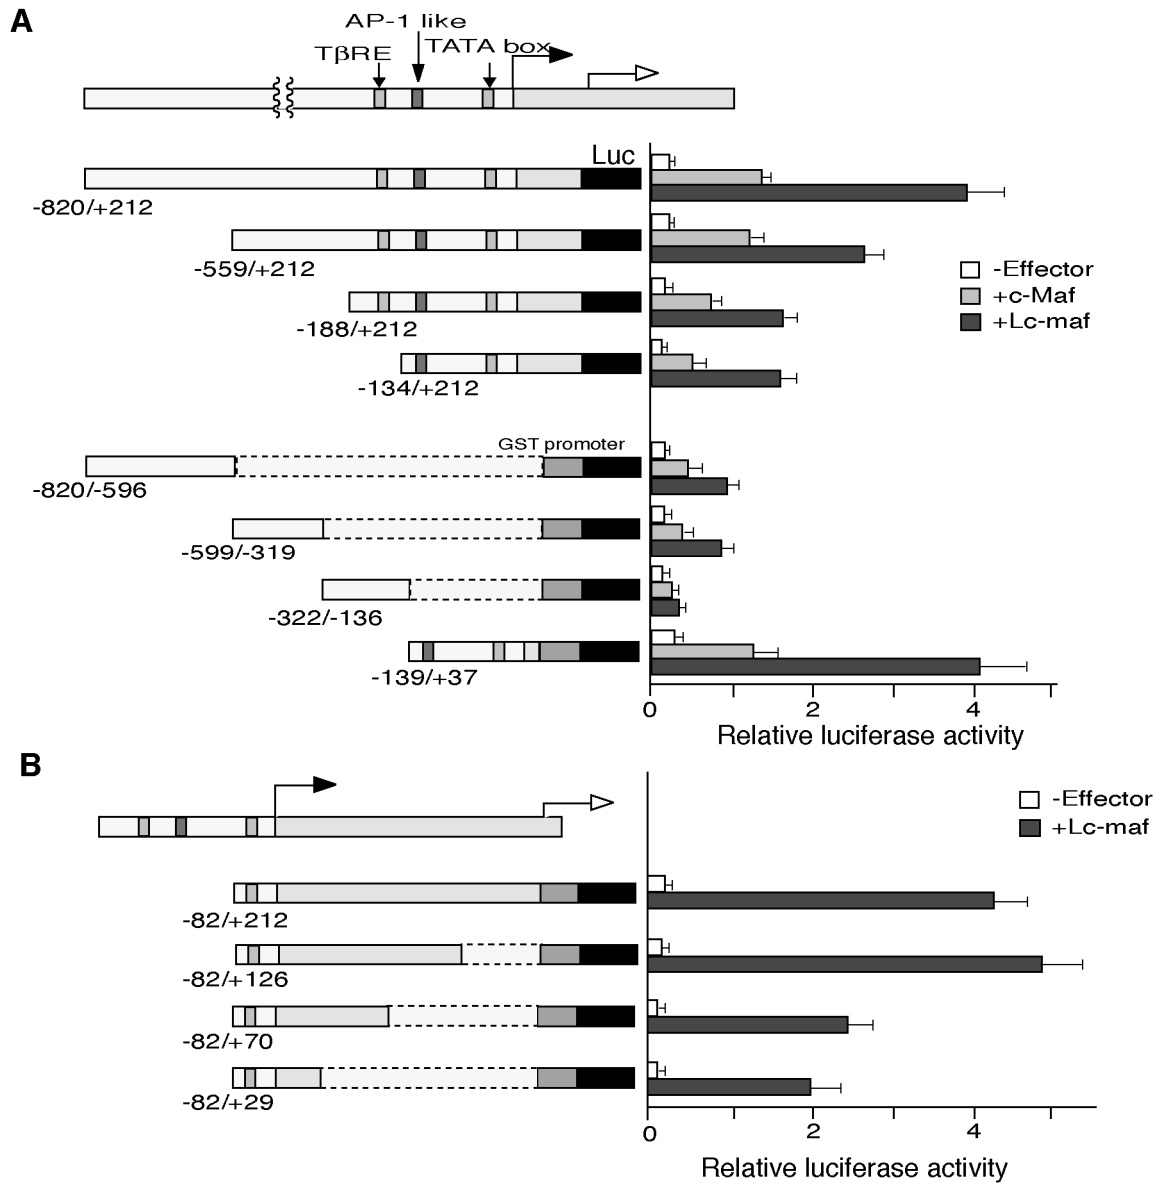 A
AP-1 like
TβRE
TATA box
Luc
-820/+212
-559/+212
-188/+212
-134/+212
-Effector
+c-Maf
+Lc-maf
GST promoter
-820/-596
-599/-319
-322/-136
-139/+37
0 2 4
Relative luciferase activity
B
-Effector
+Lc-maf
-82/+212
-82/+126
-82/+70
-82/+29
0 2 4
Relative luciferase activity